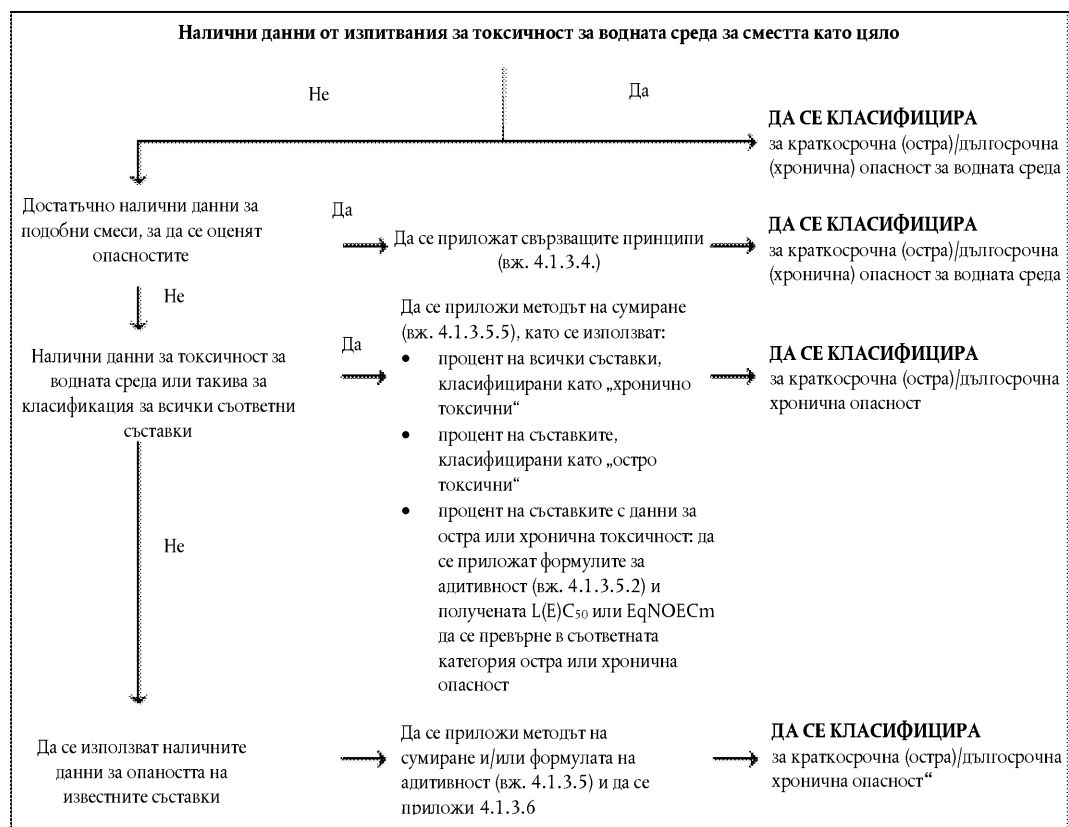 Налични данни от изпитвания за токсичност за водната среда за сместта като цяло
Не
Да
ДА СЕ КЛАСИФИЦИРА
за краткосрочна (остра)/дългосрочна
(хронична) опасност за водната среда
Достатъчно налични данни за
подобни смеси, за да се оценят
опасностите
Да
Да се приложат свързващите принципи
(вж. 4.1.3.4.)
ДА СЕ КЛАСИФИЦИРА
за краткосрочна (остра)/дългосрочна
(хронична) опасност за водната среда
Не
Налични данни за токсичност за
водната среда или такива за
класификация за всички съответни
съставки
Да
Да се приложи методът на сумиране
(вж. 4.1.3.5.5), като се използват:
• процент на всички съставки,
класифицирани като „хронично
токсични“
• процент на съставките,
класифицирани като „остро
токсични“
• процент на съставките с данни за
остра или хронична токсичност: да
се приложат формулите за
адитивност (вж. 4.1.3.5.2) и
получената L(E)C₅₀ или EqNOECm
да се превърне в съответната
категория остра или хронична
опасност
ДА СЕ КЛАСИФИЦИРА
за краткосрочна (остра)/дългосрочна
хронична опасност
Не
Да се използват наличните
данни за опаността на
известните съставки
Да се приложи методът на
сумиране и/или формулата на
адитивност (вж. 4.1.3.5) и да се
приложи 4.1.3.6
ДА СЕ КЛАСИФИЦИРА
за краткосрочна (остра)/дългосрочна
хронична опасност“